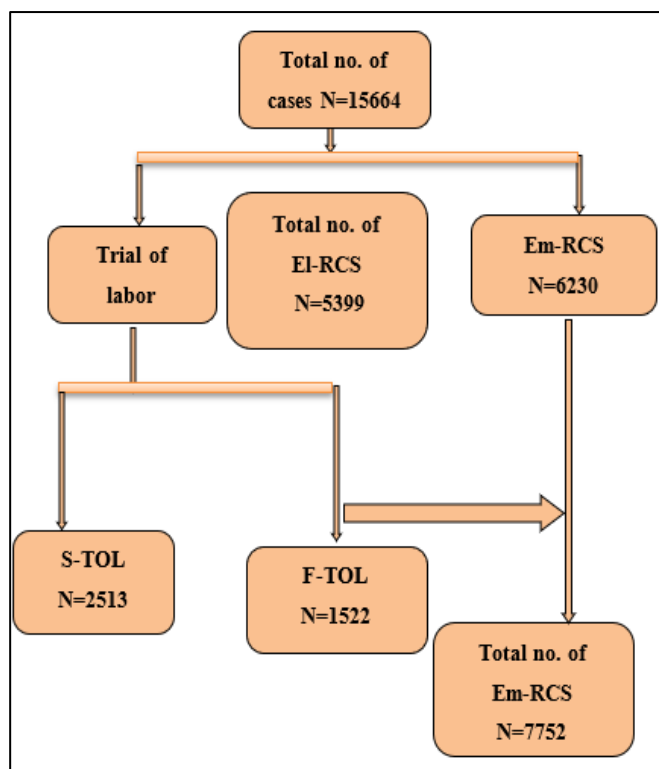 Total no. of
cases N=15664
Trial of
labor
Total no. of
El-RCS
N=5399
Em-RCS
N=6230
S-TOL
N=2513
F-TOL
N=1522
Total no. of
Em-RCS
N=7752